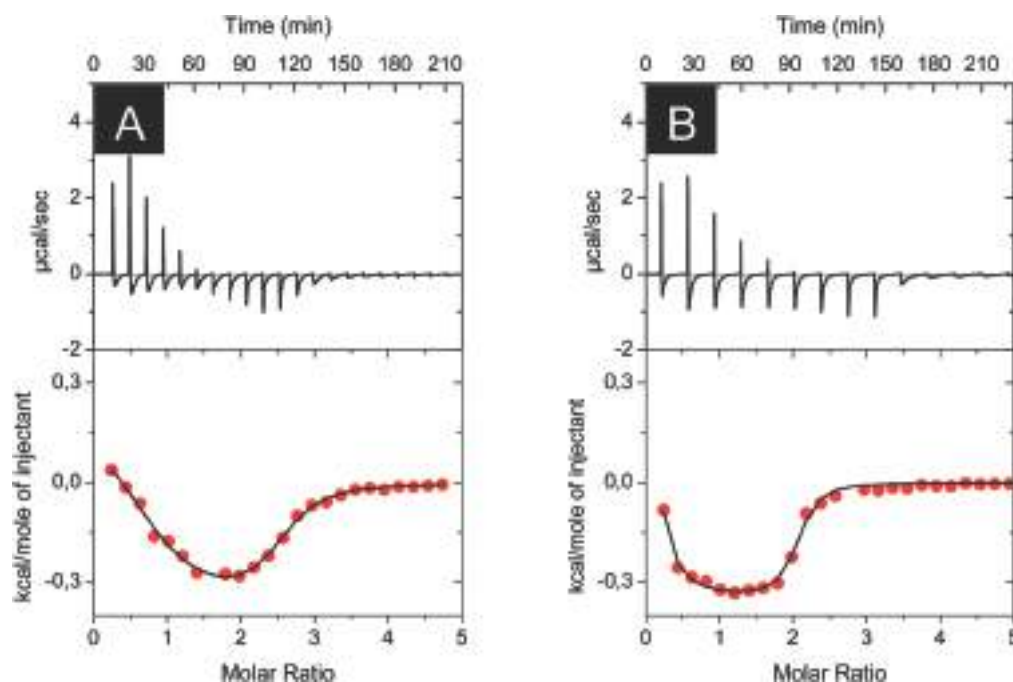 Time (min)
0 30 60 90 120 150 180 210
A
4
2
0
-2
µcal/sec
0,3
0,0
-0,3
kcal/mole of injectant
0 1 2 3 4 5
Molar Ratio
Time (min)
0 30 60 90 120 150 180 210
B
4
2
0
-2
µcal/sec
0,3
0,0
-0,3
kcal/mole of injectant
0 1 2 3 4 5
Molar Ratio